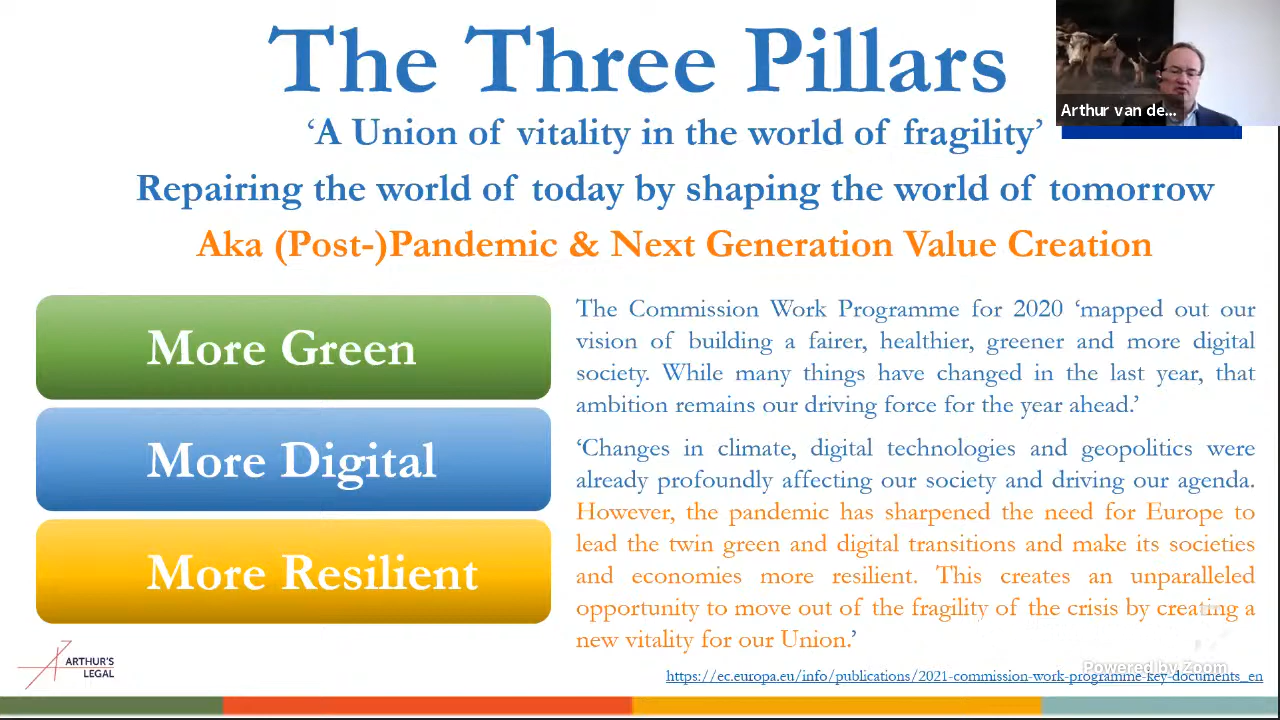 The Three Pillars
‘A Union of vitality in the world of fragility’
Repairing the world of today by shaping the world of tomorrow
Aka (Post-)Pandemic & Next Generation Value Creation
Arthur van de...
More Green
More Digital
More Resilient
The Commission Work Programme for 2020 ‘mapped out our
vision of building a fairer, healthier, greener and more digital
society. While many things have changed in the last year, that
ambition remains our driving force for the year ahead.’
‘Changes in climate, digital technologies and geopolitics were
already profoundly affecting our society and driving our agenda.
However, the pandemic has sharpened the need for Europe to
lead the twin green and digital transitions and make its societies
and economies more resilient. This creates an unparalleled
opportunity to move out of the fragility of the crisis by creating a
new vitality for our Union.’
ARTHUR'S
LEGAL
Powered by Zoom
https://ec.europa.eu/info/publications/2021-commission-work-programme-key-documents_en